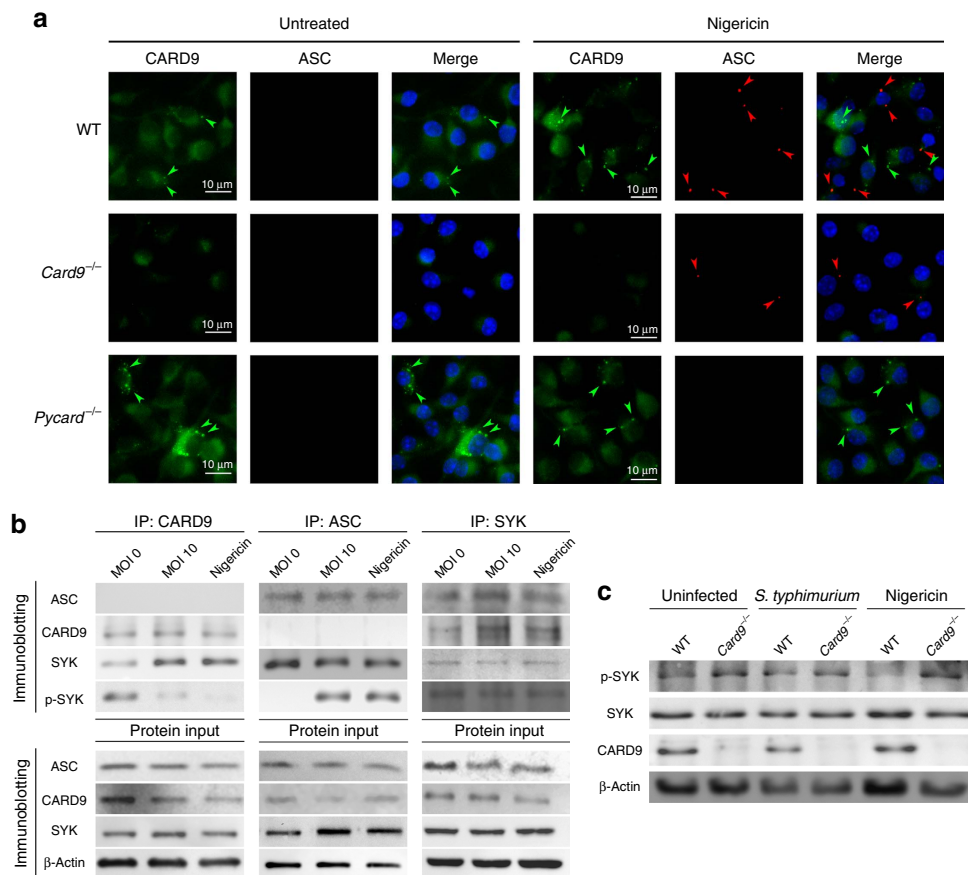 a
Untreated Nigericin
CARD9 ASC Merge CARD9 ASC Merge
WT
10 μm 10 μm
Card9–/–
10 μm 10 μm
Pycard–/–
10 μm 10 μm
b
IP: CARD9 IP: ASC IP: SYK
MOI 0 MOI 10 Nigericin MOI 0 MOI 10 Nigericin MOI 0 MOI 10 Nigericin
Immunoblotting
ASC
CARD9
SYK
p-SYK
Protein input Protein input Protein input
Immunoblotting
ASC
CARD9
SYK
β-Actin
c
Uninfected S. typhimurium Nigericin
WT Card9–/– WT Card9–/– WT Card9–/–
p-SYK
SYK
CARD9
β-Actin